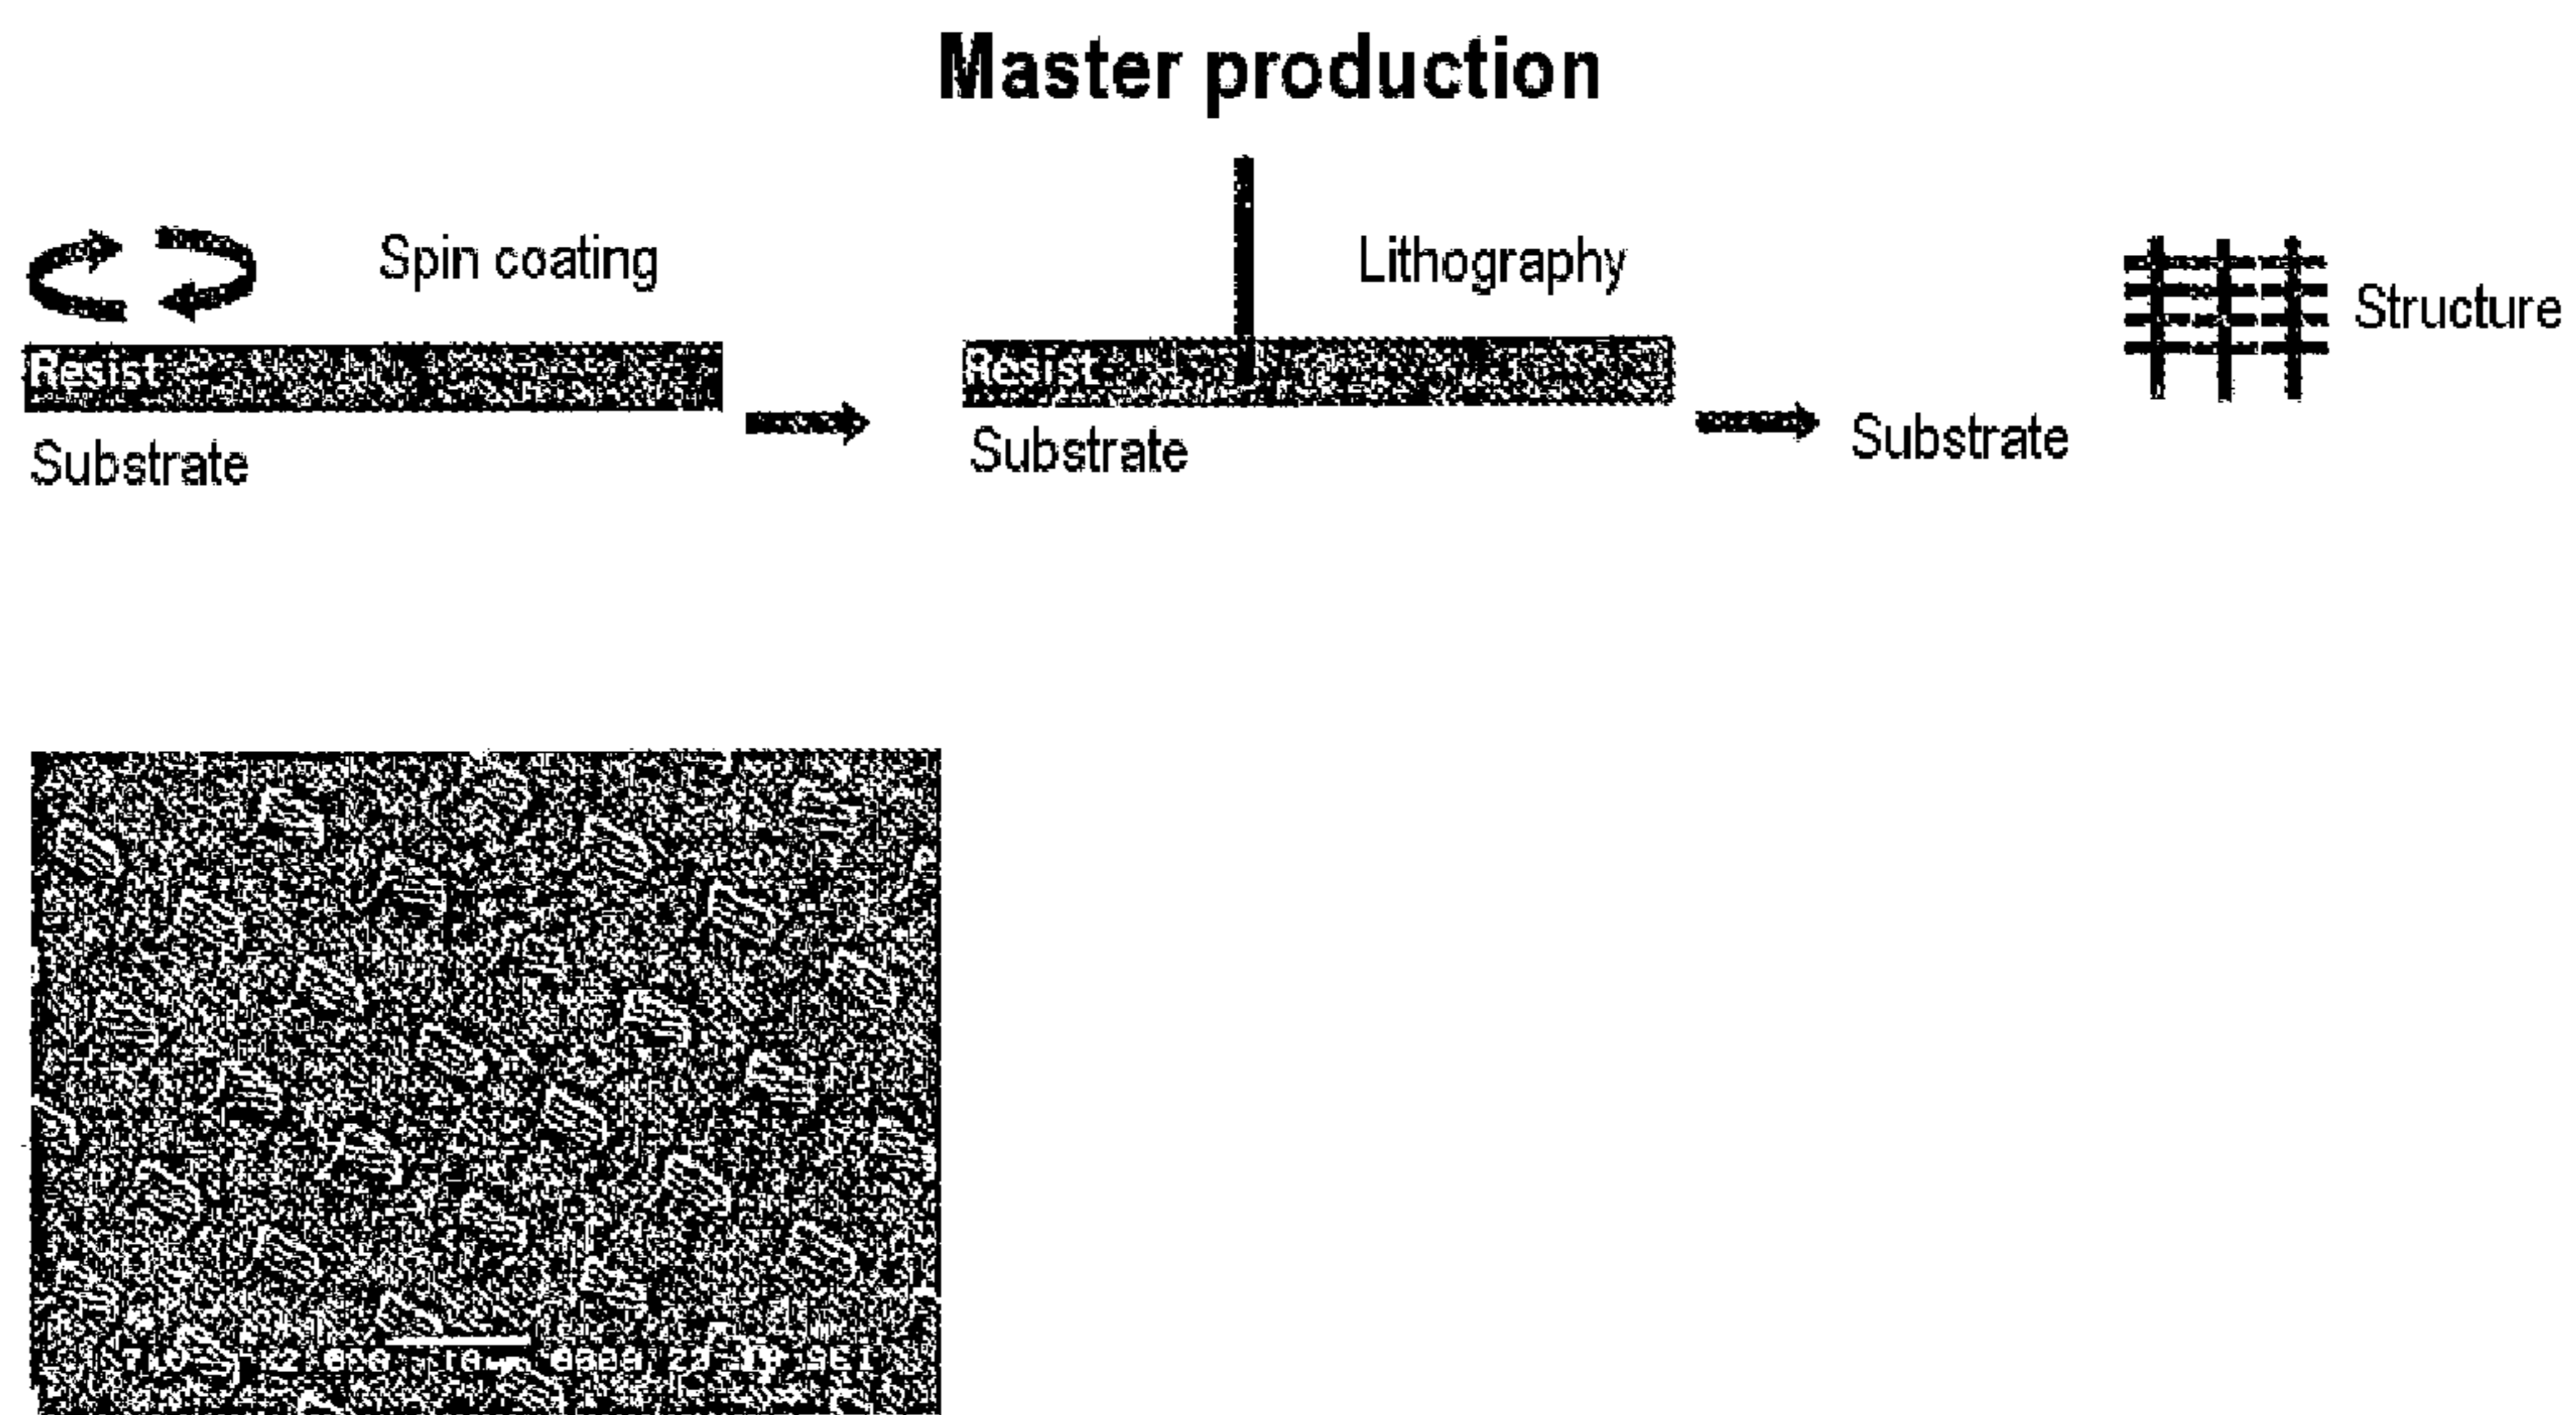 Master production
Spin coating
Resist
Substrate
Lithography
Resist
Substrate
Structure
Substrate